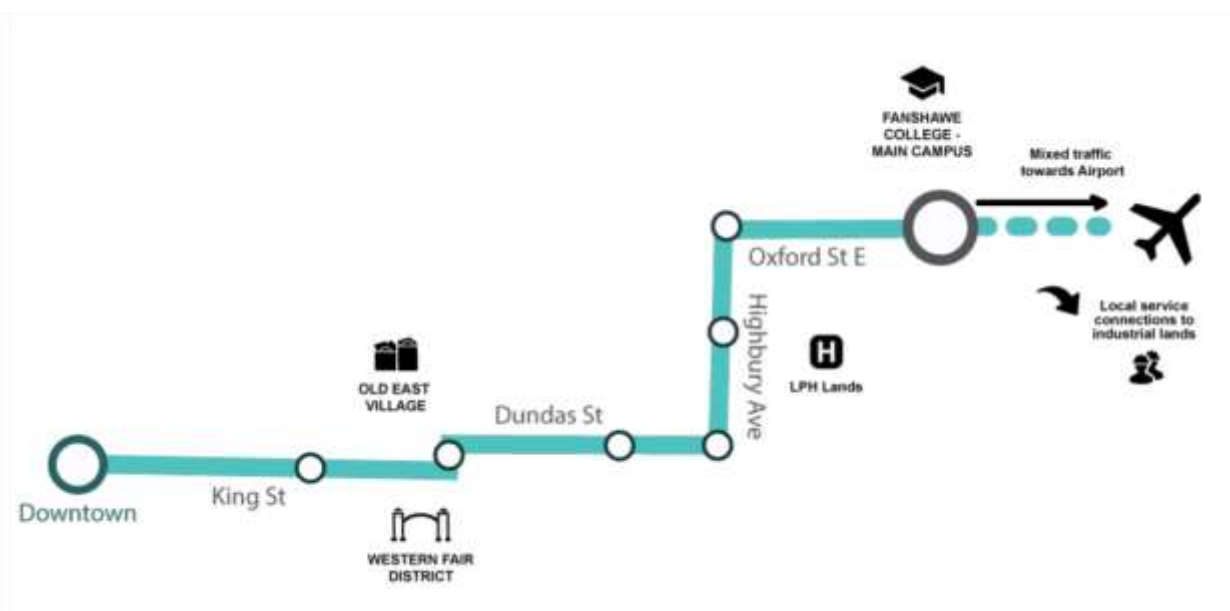 FANSHAWE
COLLEGE -
MAIN CAMPUS
Mixed traffic
towards Airport
Oxford St E
Highbury Ave
Local service
connections to
industrial lands
H
LPH Lands
OLD EAST
VILLAGE
Dundas St
King St
Downtown
WESTERN FAIR
DISTRICT